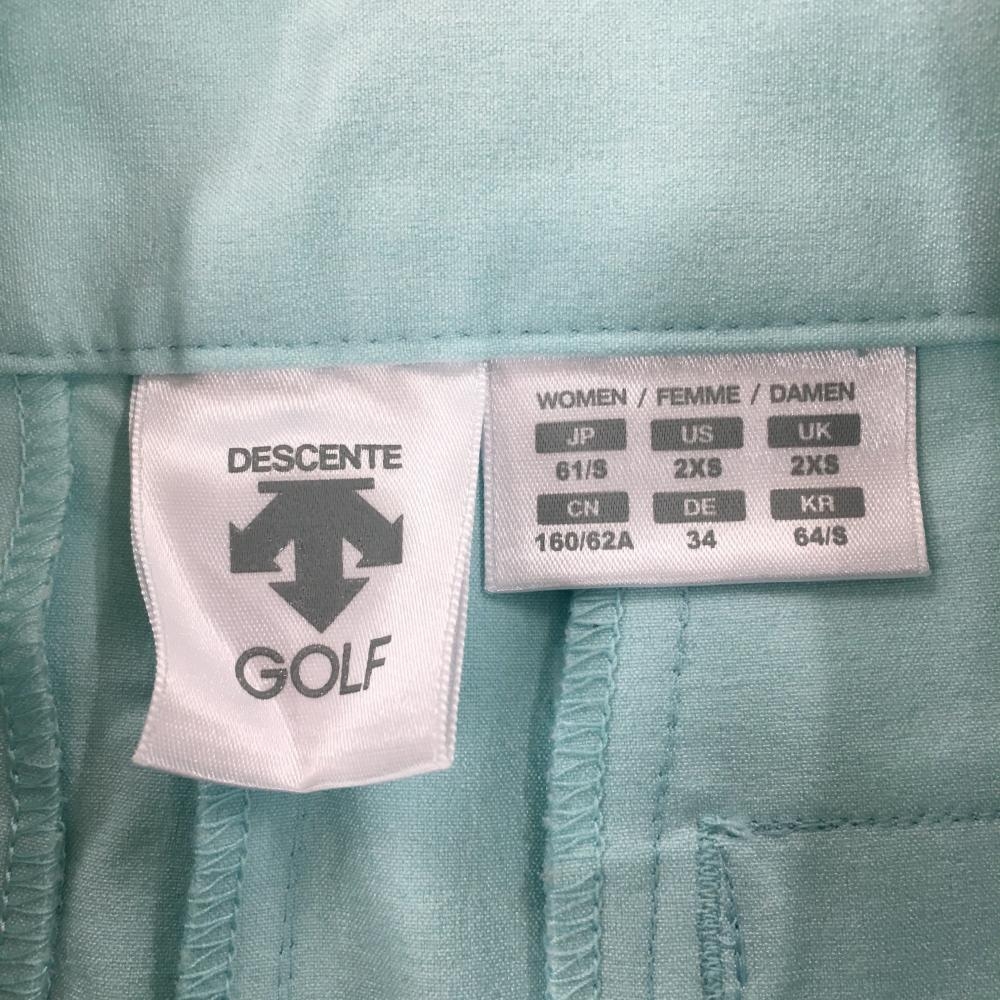 DESCENTE
GOLF
WOMEN / FEMME / DAMEN
JP US UK
61/S 2XS 2XS
CN DE KR
160/62A 34 64/S